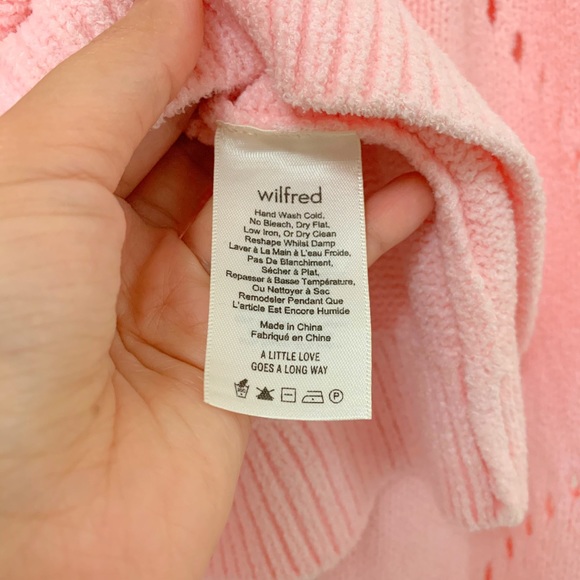 wilfred
Hand Wash Cold,
No Bleach, Dry Flat,
Low Iron, Or Dry Clean
Reshape Whilst Damp
Laver à La Main à L'eau Froide,
Pas De Blanchiment,
Sécher à Plat,
Repasser à Basse Température,
Ou Nettoyer à Sec
Remodeler Pendant Que
L'article Est Encore Humide
Made in China
Fabriqué en Chine
A LITTLE LOVE
GOES A LONG WAY
P